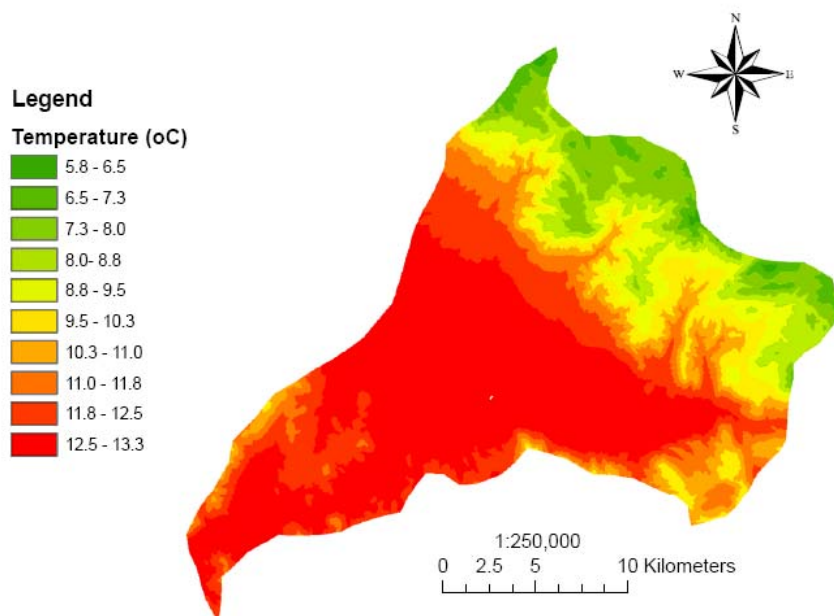 N
W E
S
Legend
Temperature (oC)
5.8 - 6.5
6.5 - 7.3
7.3 - 8.0
8.0- 8.8
8.8 - 9.5
9.5 - 10.3
10.3 - 11.0
11.0 - 11.8
11.8 - 12.5
12.5 - 13.3
1:250,000
0 2.5 5 10 Kilometers